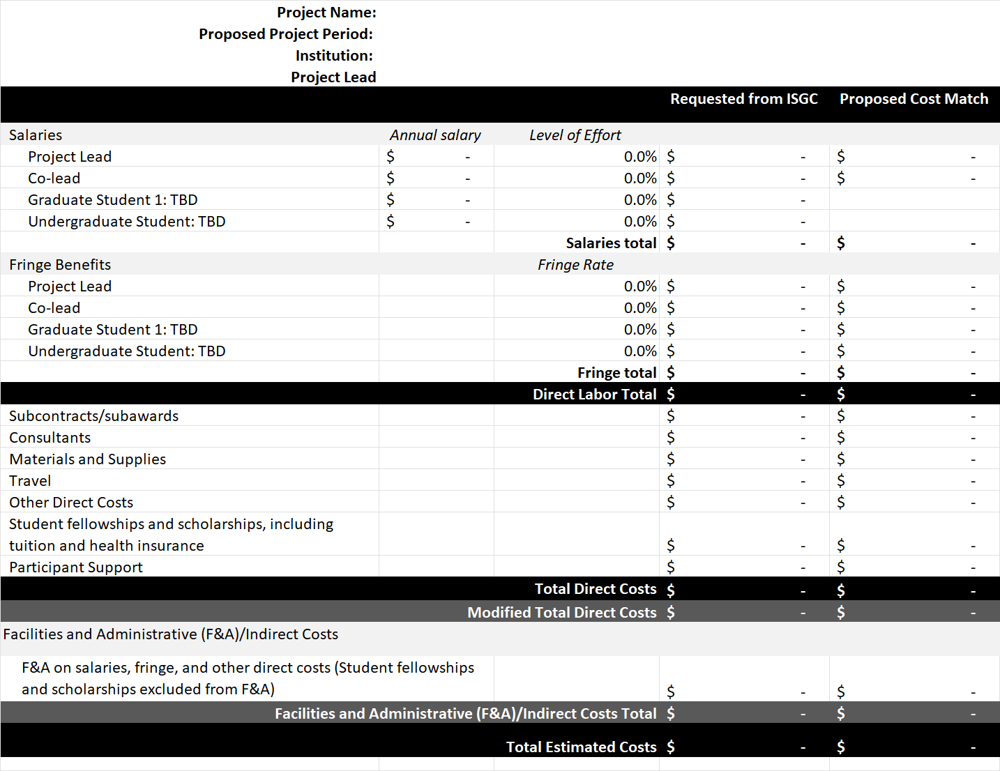 Project Name:
Proposed Project Period:
Institution:
Project Lead
Requested from ISGC Proposed Cost Match
Salaries Annual salary Level of Effort
Project Lead $ - 0.0% $ - $ -
Co-lead $ - 0.0% $ - $ -
Graduate Student 1: TBD $ - 0.0% $ -
Undergraduate Student: TBD $ - 0.0% $ -
Salaries total $ - $ -
Fringe Benefits Fringe Rate
Project Lead 0.0% $ - $ -
Co-lead 0.0% $ - $ -
Graduate Student 1: TBD 0.0% $ - $ -
Undergraduate Student: TBD 0.0% $ - $ -
Fringe total $ - $ -
Direct Labor Total $ - $ -
Subcontracts/subawards $ - $ -
Consultants $ - $ -
Materials and Supplies $ - $ -
Travel $ - $ -
Other Direct Costs $ - $ -
Student fellowships and scholarships, including
tuition and health insurance $ - $ -
Participant Support $ - $ -
Total Direct Costs $ - $ -
Modified Total Direct Costs $ - $ -
Facilities and Administrative (F&A)/Indirect Costs
F&A on salaries, fringe, and other direct costs (Student fellowships
and scholarships excluded from F&A) $ - $ -
Facilities and Administrative (F&A)/Indirect Costs Total $ - $ -
Total Estimated Costs $ - $ -